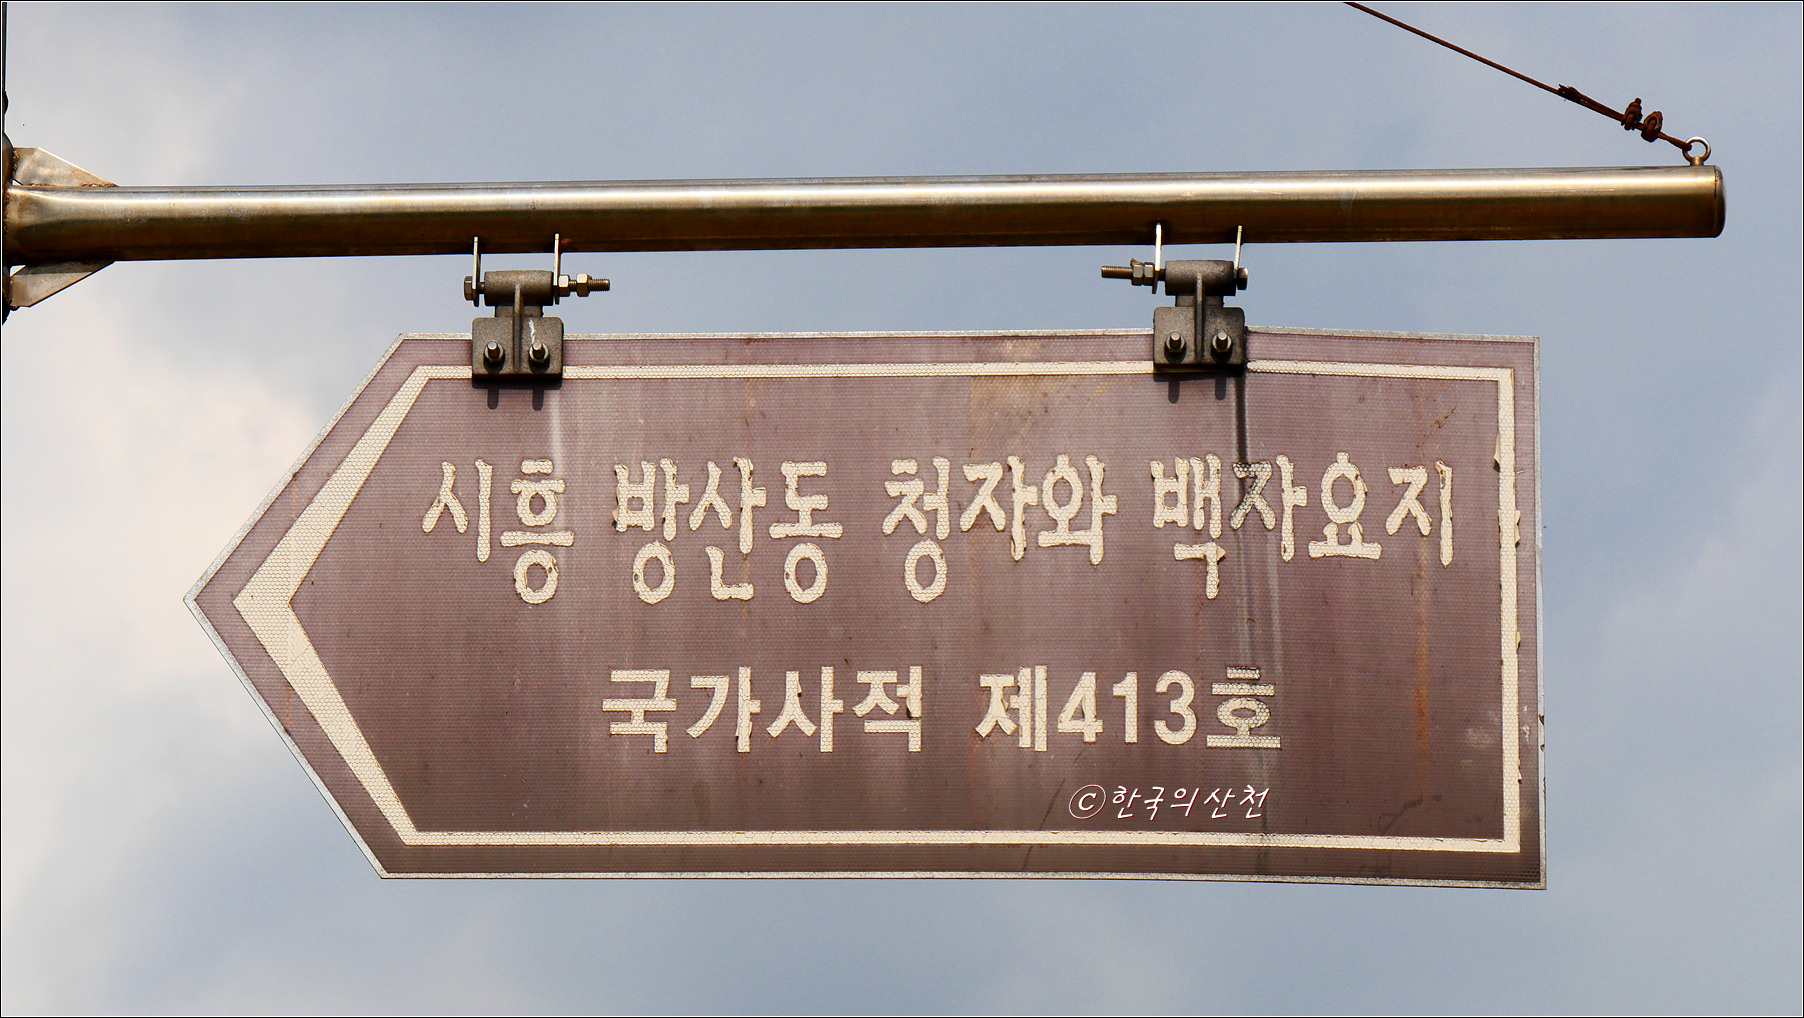 시흥 방산동 청자와 백자요지
국가사적 제413호
ⓒ한국의산천